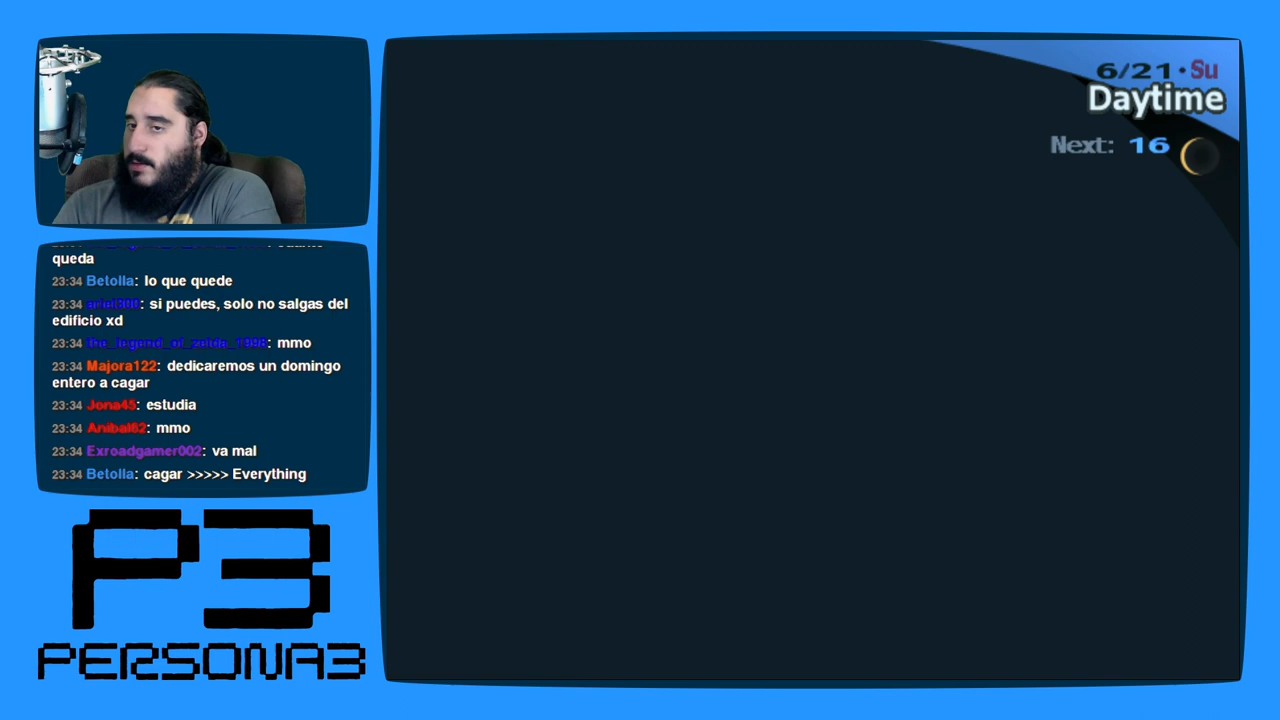 6/21・Su
Daytime
Next: 16
queda
23:34 Betolla: lo que quede
23:34 : si puedes, solo no salgas del
edificio xd
23:34 the_legend_of_zelda_1998: mmo
23:34 Majora122: dedicaremos un domingo
entero a cagar
23:34 Jona45: estudia
23:34 Anibal62: mmo
23:34 Exroadgamer002: va mal
23:34 Betolla: cagar >>>>> Everything
P3
PERSONA3